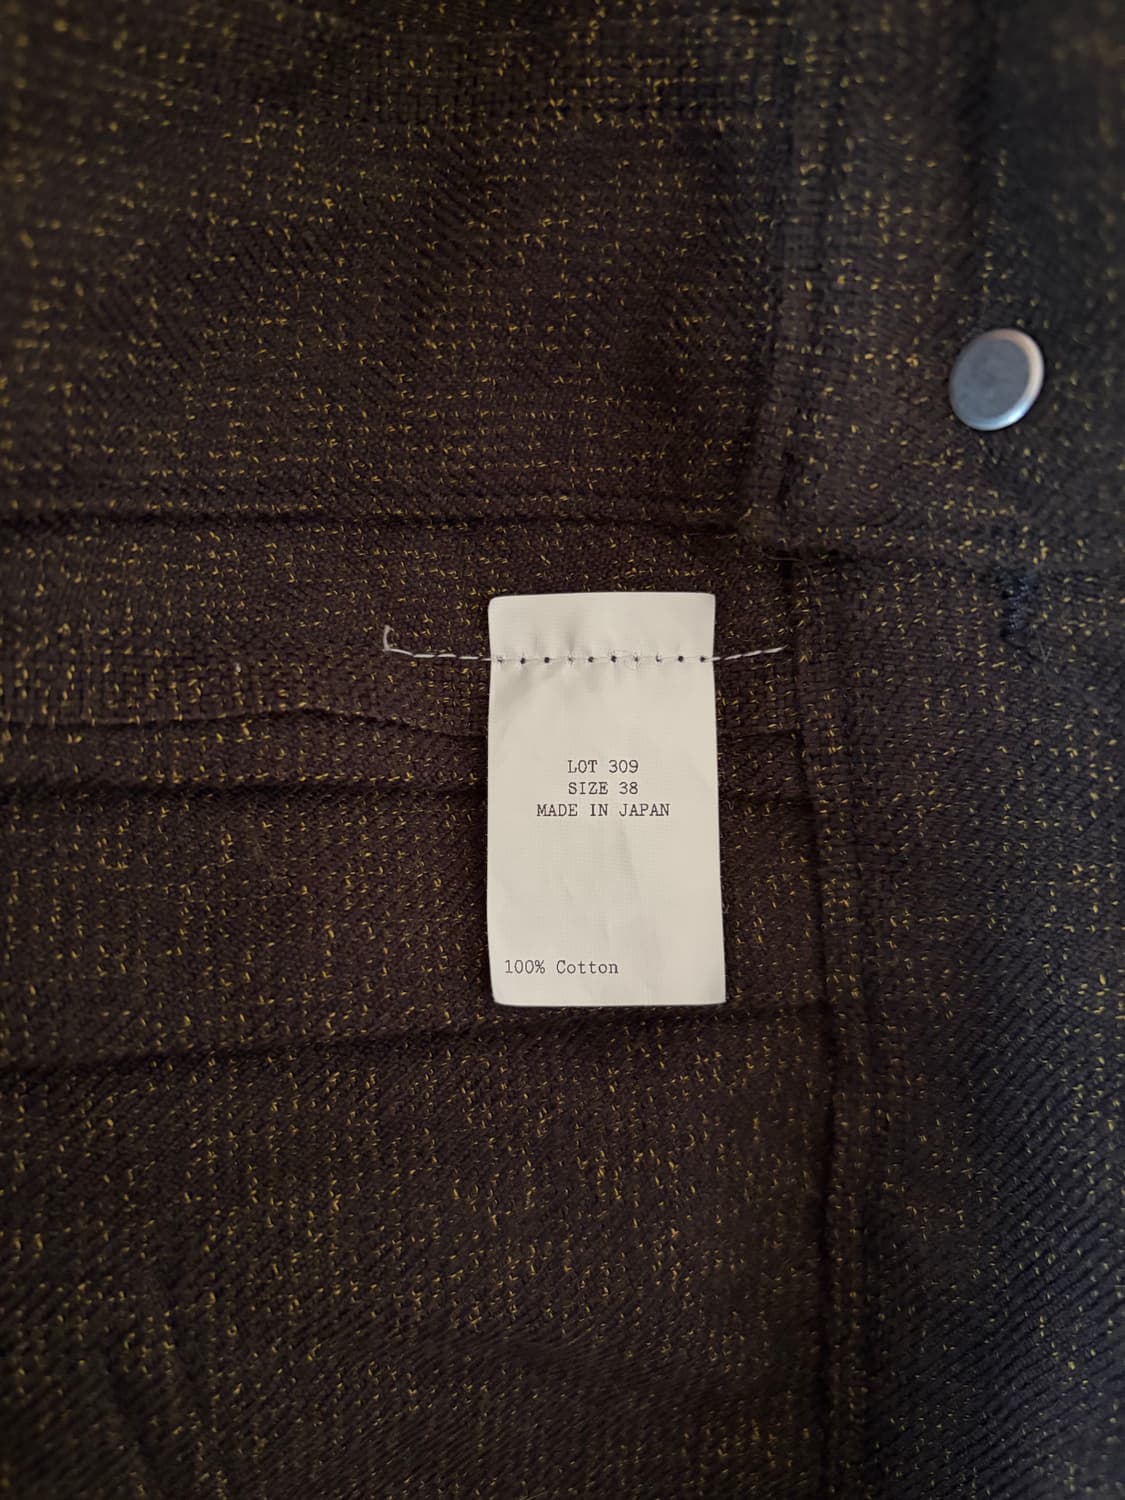 LOT 309
SIZE 38
MADE IN JAPAN
100% Cotton